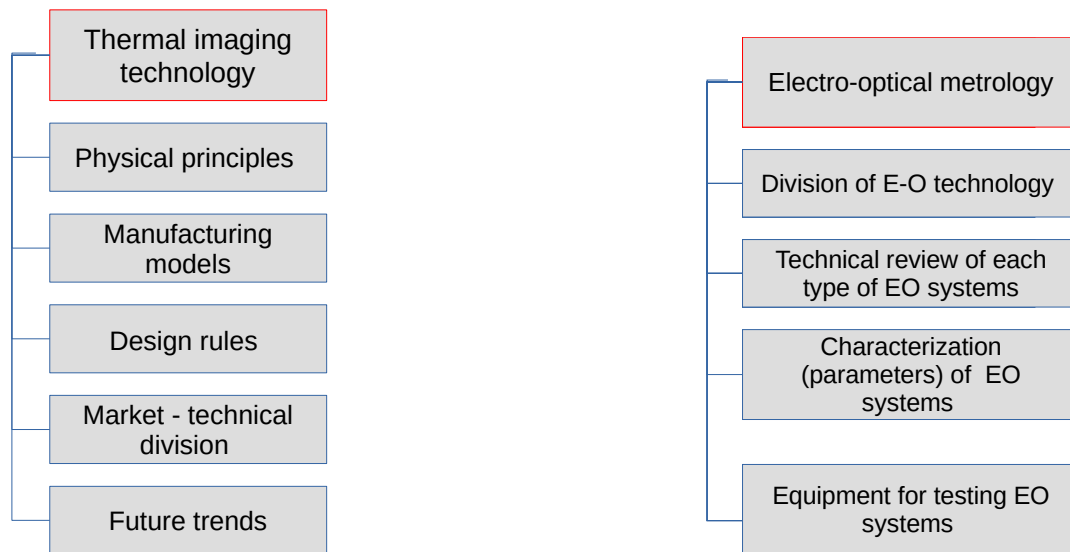 Thermal imaging
technology
Physical principles
Manufacturing
models
Design rules
Market - technical
division
Future trends
Electro-optical metrology
Division of E-O technology
Technical review of each
type of EO systems
Characterization
(parameters) of EO
systems
Equipment for testing EO
systems